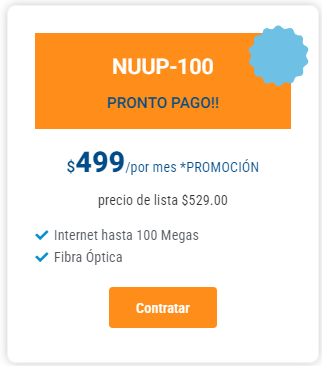 NUUP-100
PRONTO PAGO!!
$499/por mes *PROMOCIÓN
precio de lista $529.00
Internet hasta 100 Megas
Fibra Óptica
Contratar